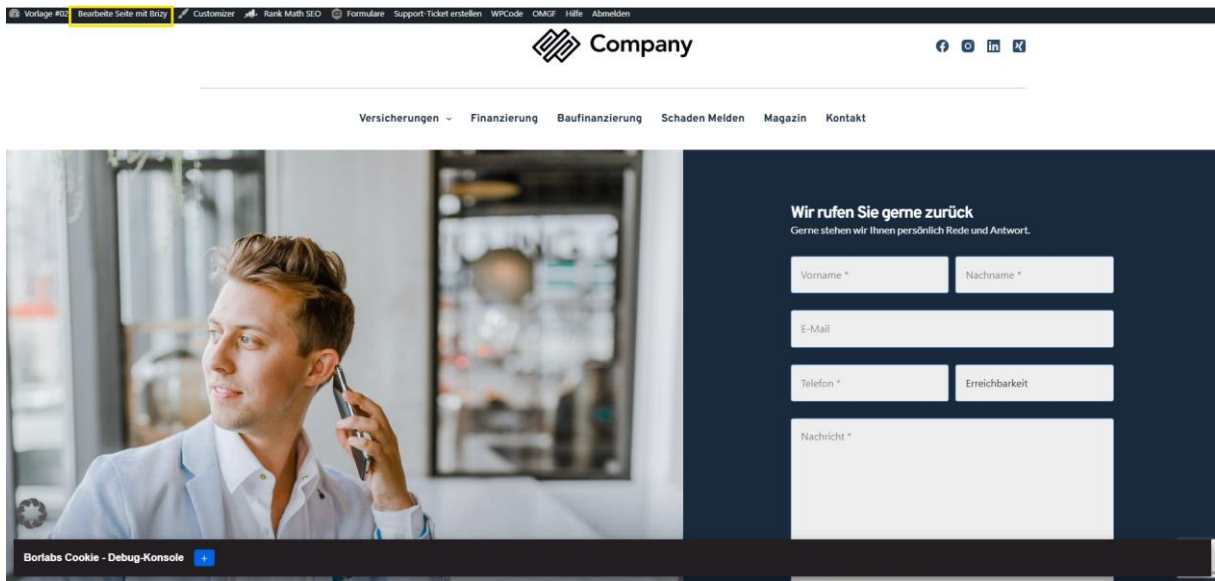 Vorlage #02 Bearbeite Seite mit Brizy Customizer Rank Math SEO Formulare Support-Ticket erstellen WPCode OMGF Hilfe Abmelden
Company
Versicherungen Finanzierung Baufinanzierung Schaden Melden Magazin Kontakt
Wir rufen Sie gerne zurück
Gerne stehen wir Ihnen persönlich Rede und Antwort.
Vorname * Nachname *
E-Mail
Telefon * Erreichbarkeit
Nachricht *
Borlabs Cookie - Debug-Konsole +